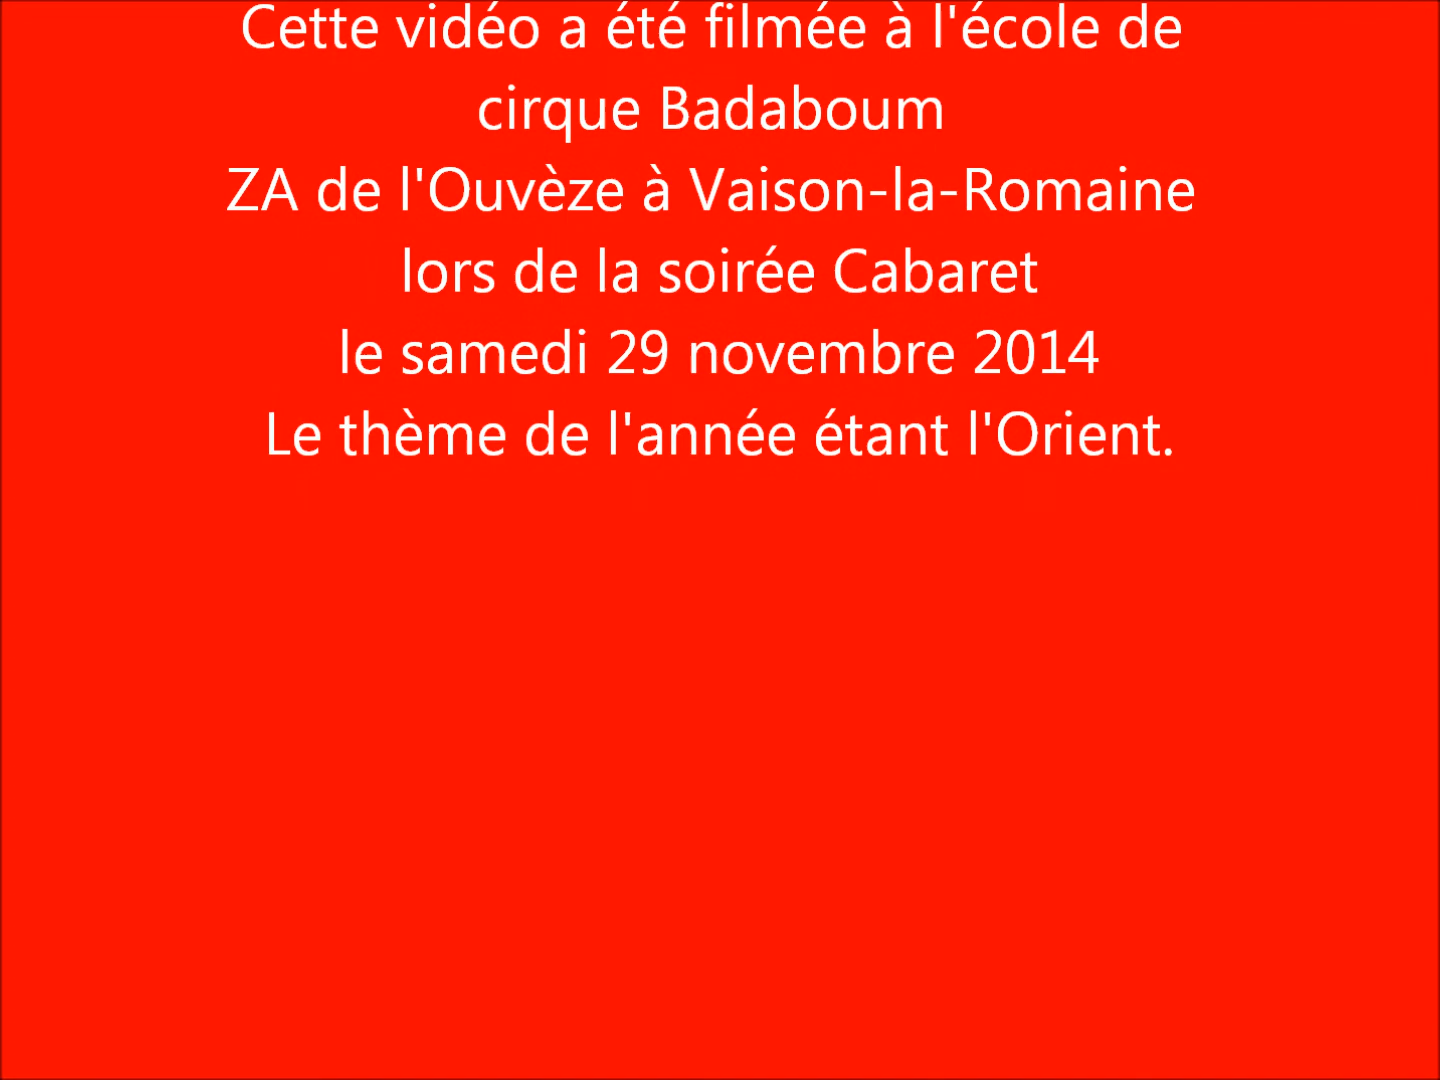 Cette vidéo a été filmée à l'école de
cirque Badaboum
ZA de l'Ouvèze à Vaison-la-Romaine
lors de la soirée Cabaret
le samedi 29 novembre 2014
Le thème de l'année étant l'Orient.